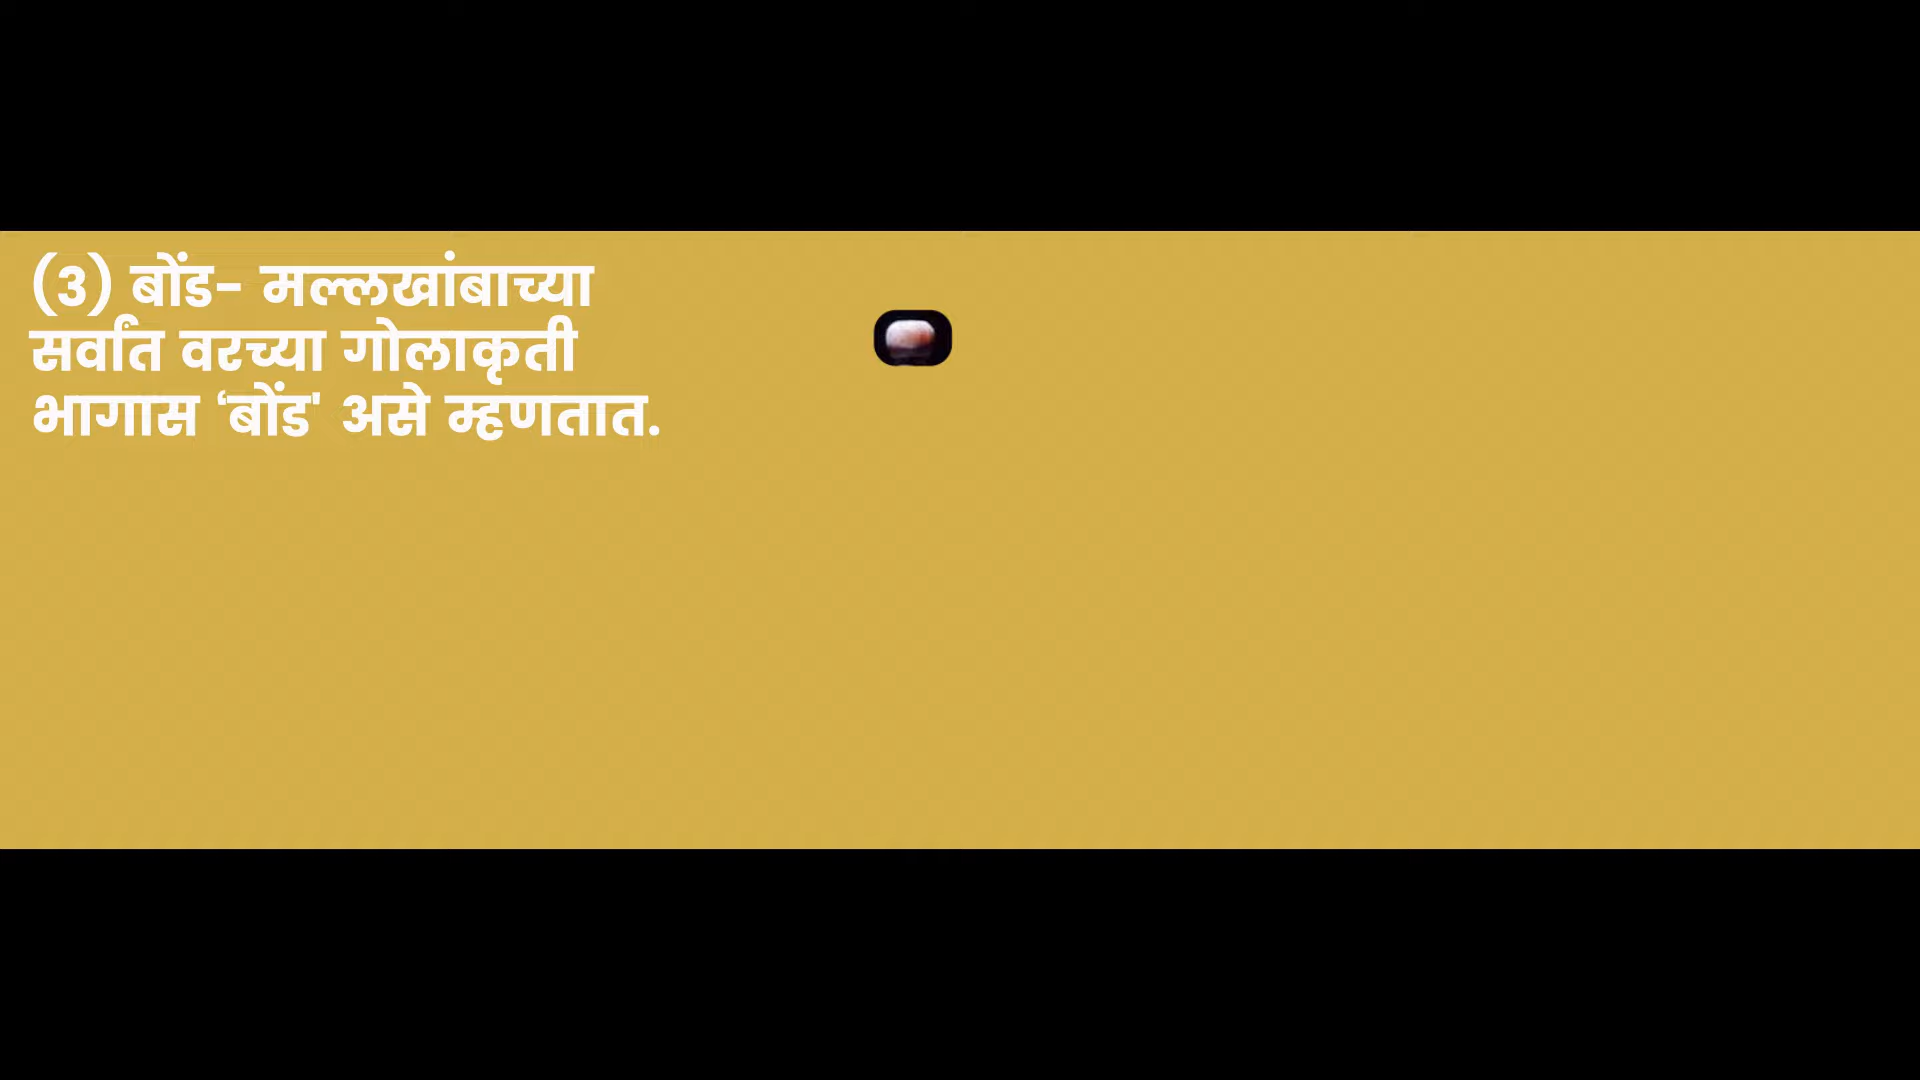 (3) बोंड- मल्लखांबाच्या
सर्वांत वरच्या गोलाकृती
भागास ‘बोंड' असे म्हणतात.